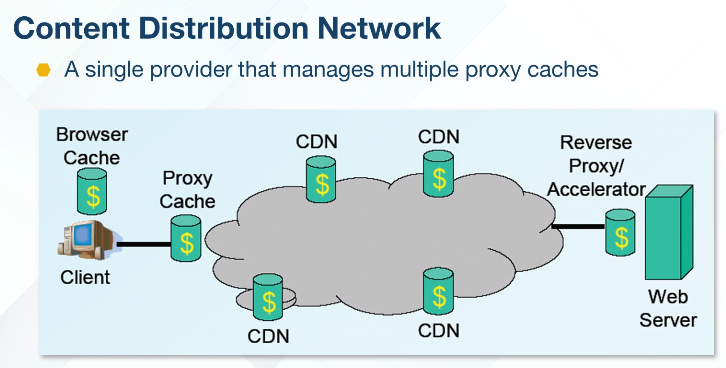 Content Distribution Network
A single provider that manages multiple proxy caches
Browser
Cache
$
Client
Proxy
Cache
$
CDN
$
CDN
$
$
CDN
$
CDN
Reverse
Proxy/
Accelerator
$
Web
Server